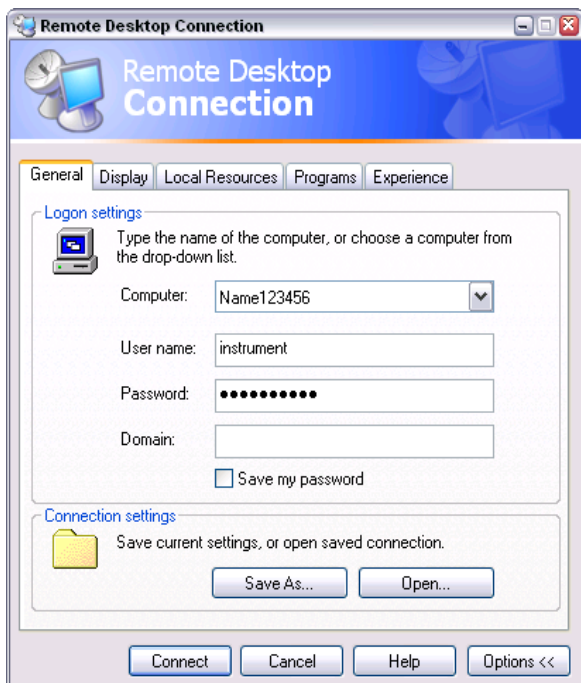 Remote Desktop Connection
Remote Desktop
Connection
General Display Local Resources Programs Experience
Logon settings
Type the name of the computer, or choose a computer from
the drop-down list.
Computer: Name123456
User name: instrument
Password: ●●●●●●●●●●
Domain:
Save my password
Connection settings
Save current settings, or open saved connection.
Save As... Open...
Connect Cancel Help Options <<